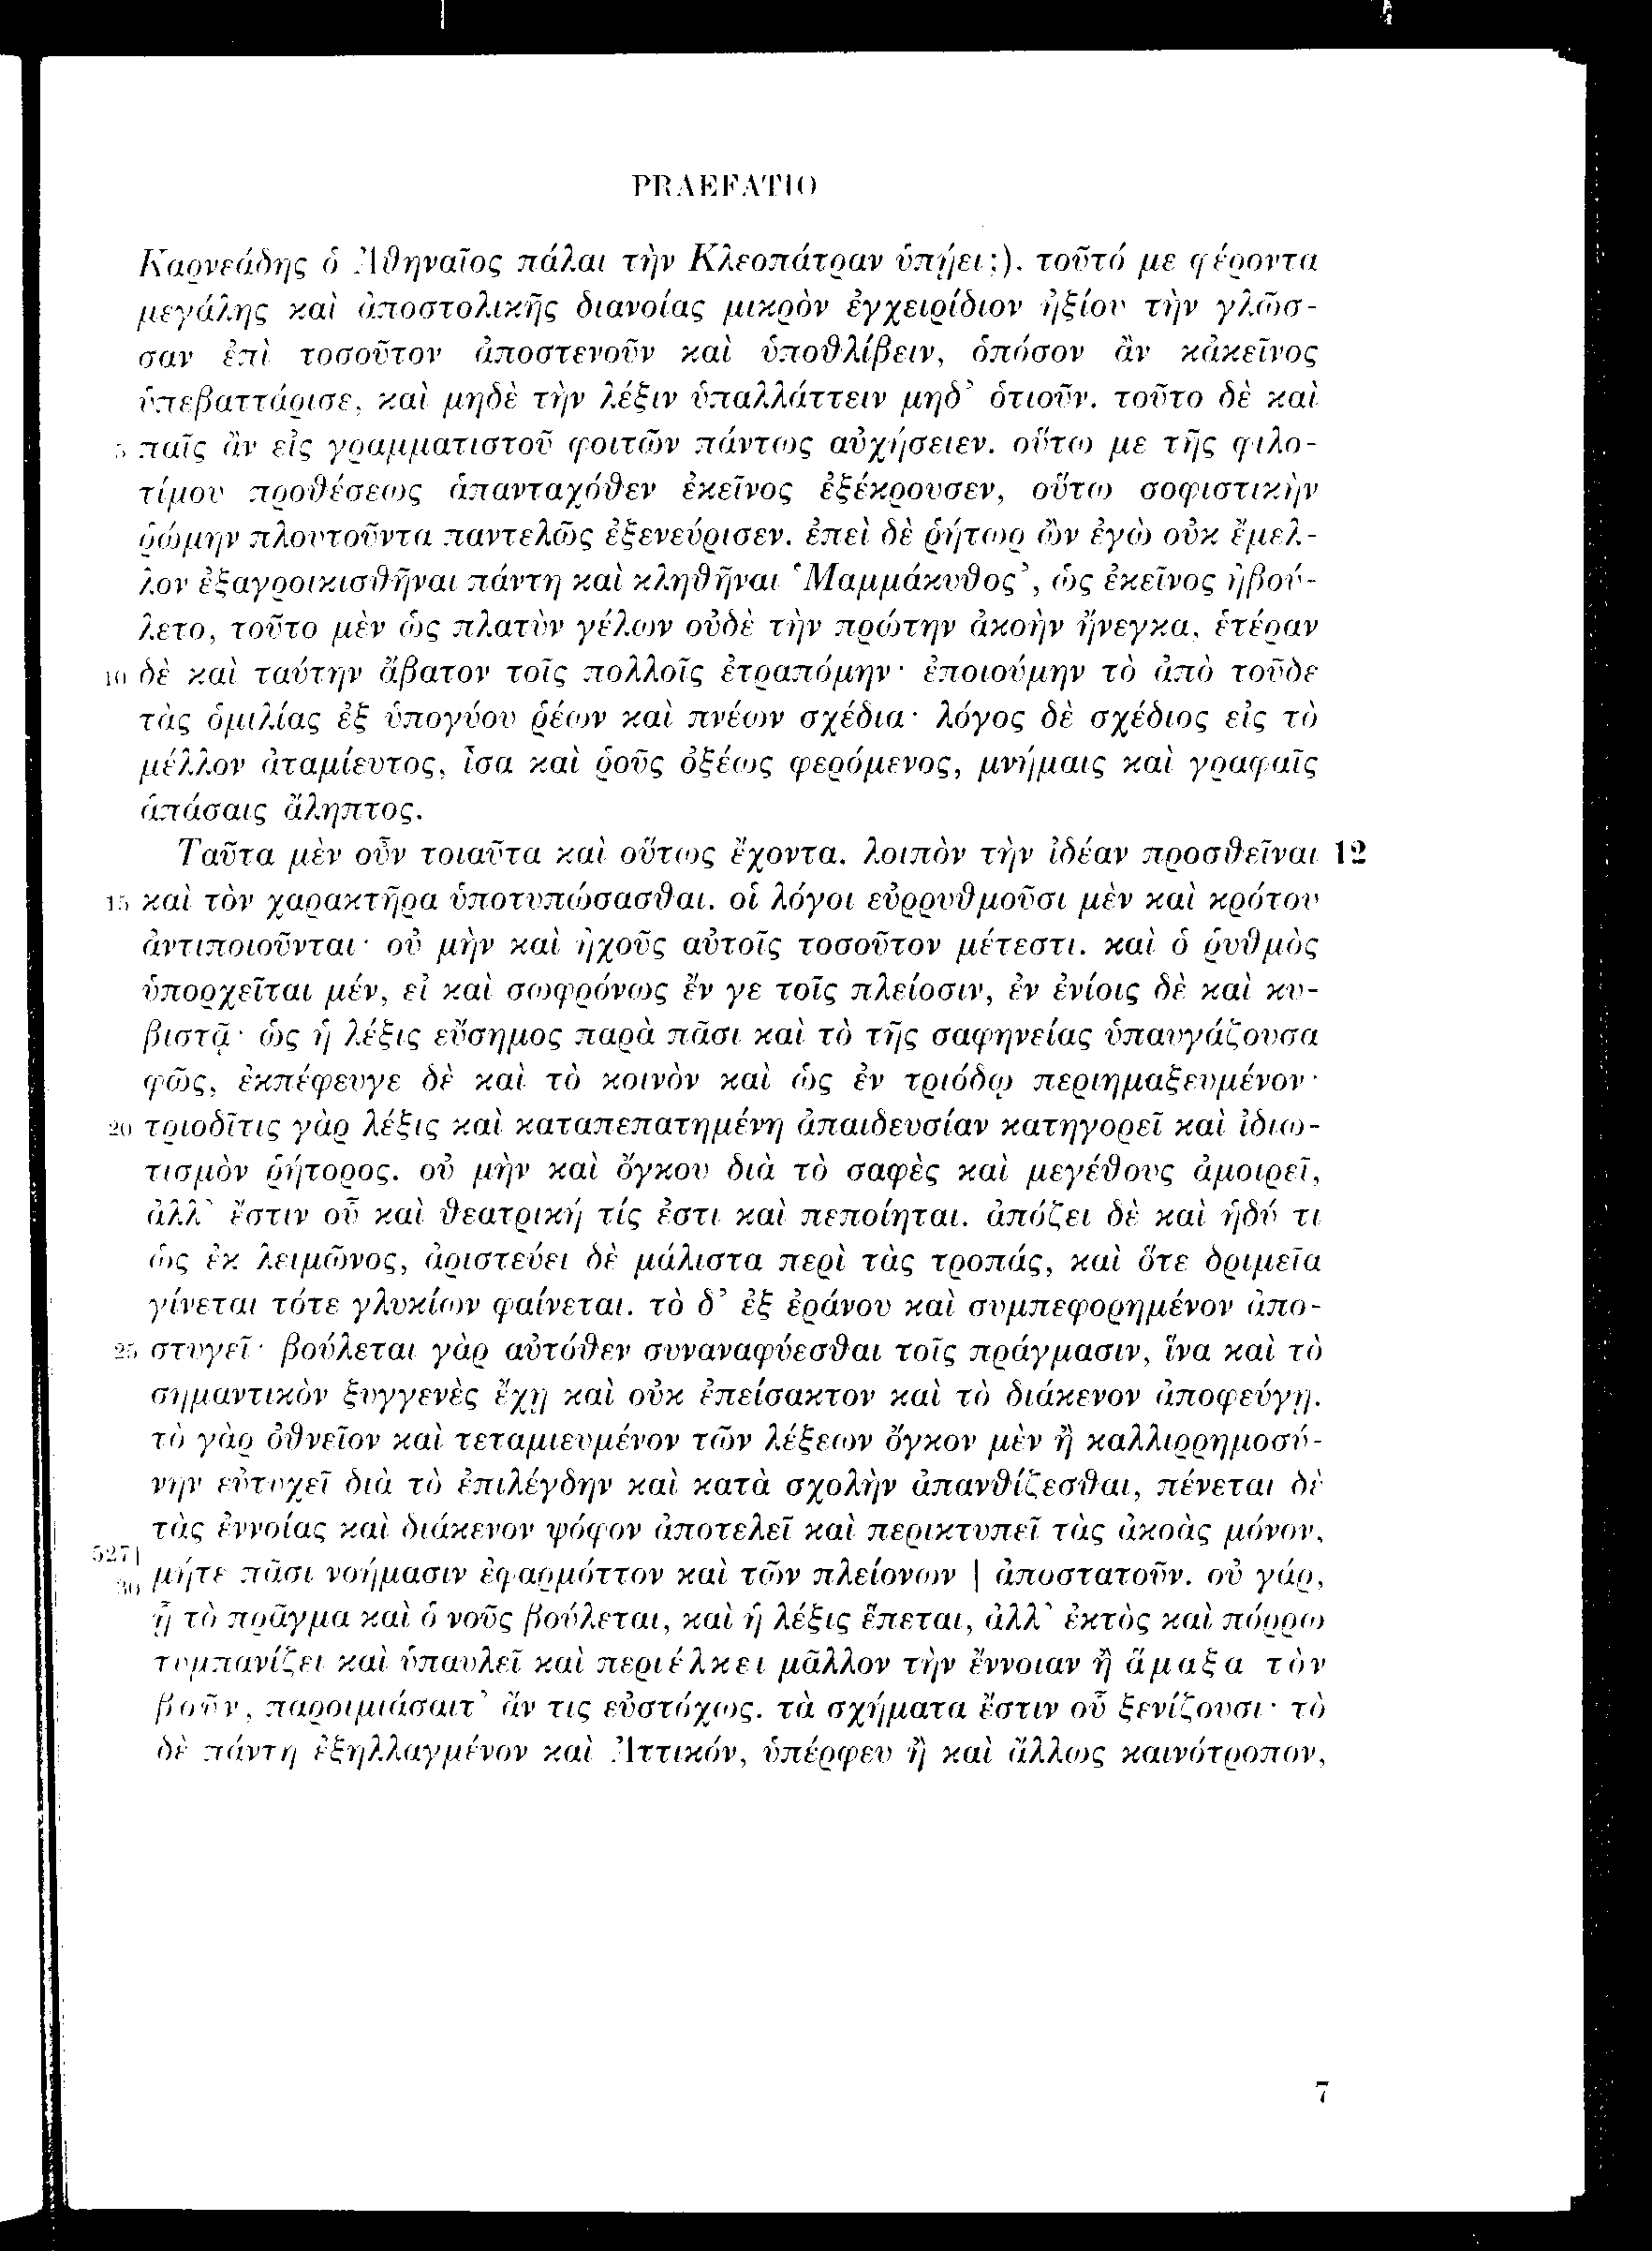 PRAEFATIO
Καρνεάδης ὁ Ἀθηναῖος πάλαι τὴν Κλεοπάτραν ὑπῄει;). τοῦτό με φέροντα
μεγάλης καὶ ἀποστολικῆς διανοίας μικρὸν ἐγχειρίδιον ἠξίου τὴν γλῶσ-
σαν ἐπὶ τοσοῦτον ἀποστενοῦν καὶ ὑποθλίβειν, ὁπόσον ἂν κἀκεῖνος
ὑπεβαττάρισε, καὶ μηδὲ τὴν λέξιν ὑπαλλάττειν μηδ’ ὁτιοῦν. τοῦτο δὲ καὶ
5 παῖς ἂν εἰς γραμματιστοῦ φοιτῶν πάντως αὐχήσειεν. οὕτω με τῆς φιλο-
τίμου προθέσεως ἁπανταχόθεν ἐκεῖνος ἐξέκρουσεν, οὕτω σοφιστικὴν
ῥώμην πλουτοῦντα παντελῶς ἐξενεύρισεν. ἐπεὶ δὲ ῥήτωρ ὢν ἐγὼ οὐκ ἔμελ-
λον ἐξαγροικισθῆναι πάντη καὶ κληθῆναι ‘Μαμμάκυθος’, ὡς ἐκεῖνος ἠβού-
λετο, τοῦτο μὲν ὡς πλατὺν γέλων οὐδὲ τὴν πρώτην ἀκοὴν ἤνεγκα, ἑτέραν
10 δὲ καὶ ταύτην ἄβατον τοῖς πολλοῖς ἐτραπόμην· ἐποιούμην τὸ ἀπὸ τοῦδε
τὰς ὁμιλίας ἐξ ὑπογύου ῥέων καὶ πνέων σχέδια· λόγος δὲ σχέδιος εἰς τὸ
μέλλον ἀταμίευτος, ἶσα καὶ ῥοῦς ὀξέως φερόμενος, μνήμαις καὶ γραφαῖς
ἁπάσαις ἄληπτος.
Ταῦτα μὲν οὖν τοιαῦτα καὶ οὕτως ἔχοντα. λοιπὸν τὴν ἰδέαν προσθεῖναι 12
15 καὶ τὸν χαρακτῆρα ὑποτυπώσασθαι. οἱ λόγοι εὐρρυθμοῦσι μὲν καὶ κρότου
ἀντιποιοῦνται· οὐ μὴν καὶ ἠχοῦς αὐτοῖς τοσοῦτον μέτεστι. καὶ ὁ ῥυθμὸς
ὑπορχεῖται μέν, εἰ καὶ σωφρόνως ἔν γε τοῖς πλείοσιν, ἐν ἐνίοις δὲ καὶ κυ-
βιστᾷ· ὡς ἡ λέξις εὔσημος παρὰ πᾶσι καὶ τὸ τῆς σαφηνείας ὑπαυγάζουσα
φῶς, ἐκπέφευγε δὲ καὶ τὸ κοινὸν καὶ ὡς ἐν τριόδῳ περιημαξευμένον·
20 τριοδῖτις γὰρ λέξις καὶ καταπεπατημένη ἀπαιδευσίαν κατηγορεῖ καὶ ἰδιω-
τισμὸν ῥήτορος. οὐ μὴν καὶ ὄγκου διὰ τὸ σαφὲς καὶ μεγέθους ἀμοιρεῖ,
ἀλλ’ ἔστιν οὗ καὶ θεατρική τίς ἐστι καὶ πεποίηται. ἀπόζει δὲ καὶ ἡδύ τι
ὡς ἐκ λειμῶνος, ἀριστεύει δὲ μάλιστα περὶ τὰς τροπάς, καὶ ὅτε δριμεῖα
γίνεται τότε γλυκίων φαίνεται. τὸ δ’ ἐξ ἐράνου καὶ συμπεφορημένον ἀπο-
25 στυγεῖ· βούλεται γὰρ αὐτόθεν συναναφύεσθαι τοῖς πράγμασιν, ἵνα καὶ τὸ
σημαντικὸν ξυγγενὲς ἔχῃ καὶ οὐκ ἐπείσακτον καὶ τὸ διάκενον ἀποφεύγῃ.
τὸ γὰρ ὀθνεῖον καὶ τεταμιευμένον τῶν λέξεων ὄγκον μὲν ἢ καλλιρρημοσύ-
νην εὐτυχεῖ διὰ τὸ ἐπιλέγδην καὶ κατὰ σχολὴν ἀπανθίζεσθαι, πένεται δὲ
τὰς ἐννοίας καὶ διάκενον ψόφον ἀποτελεῖ καὶ περικτυπεῖ τὰς ἀκοὰς μόνον,
527| 30 μήτε πᾶσι νοήμασιν ἐφαρμόττον καὶ τῶν πλειόνων | ἀποστατοῦν. οὐ γάρ,
ᾗ τὸ πρᾶγμα καὶ ὁ νοῦς βούλεται, καὶ ἡ λέξις ἕπεται, ἀλλ’ ἐκτὸς καὶ πόρρω
τυμπανίζει καὶ ὑπαυλεῖ καὶ περιέλκει μᾶλλον τὴν ἔννοιαν ἢ ἅμαξα τὸν
βοῦν, παροιμιάσαιτ’ ἄν τις εὐστόχως. τὰ σχήματα ἔστιν οὗ ξενίζουσι· τὸ
δὲ πάντη ἐξηλλαγμένον καὶ Ἀττικόν, ὑπέρφευ ἢ καὶ ἄλλως καινότροπον,
7